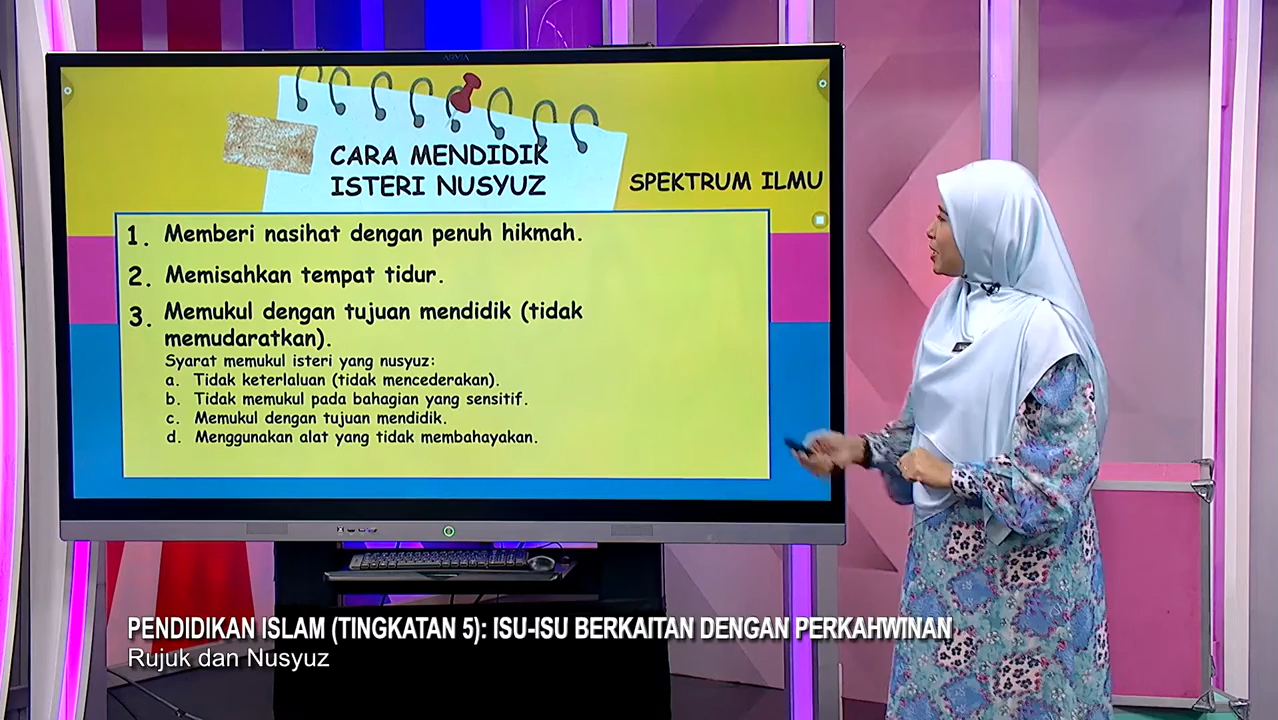 CARA MENDIDIK
ISTERI NUSYUZ
SPEKTRUM ILMU
1. Memberi nasihat dengan penuh hikmah.
2. Memisahkan tempat tidur.
3. Memukul dengan tujuan mendidik (tidak
memudaratkan).
Syarat memukul isteri yang nusyuz:
a. Tidak keterlaluan (tidak mencederakan).
b. Tidak memukul pada bahagian yang sensitif.
c. Memukul dengan tujuan mendidik.
d. Menggunakan alat yang tidak membahayakan.
PENDIDIKAN ISLAM (TINGKATAN 5): ISU-ISU BERKAITAN DENGAN PERKAHWINAN
Rujuk dan Nusyuz